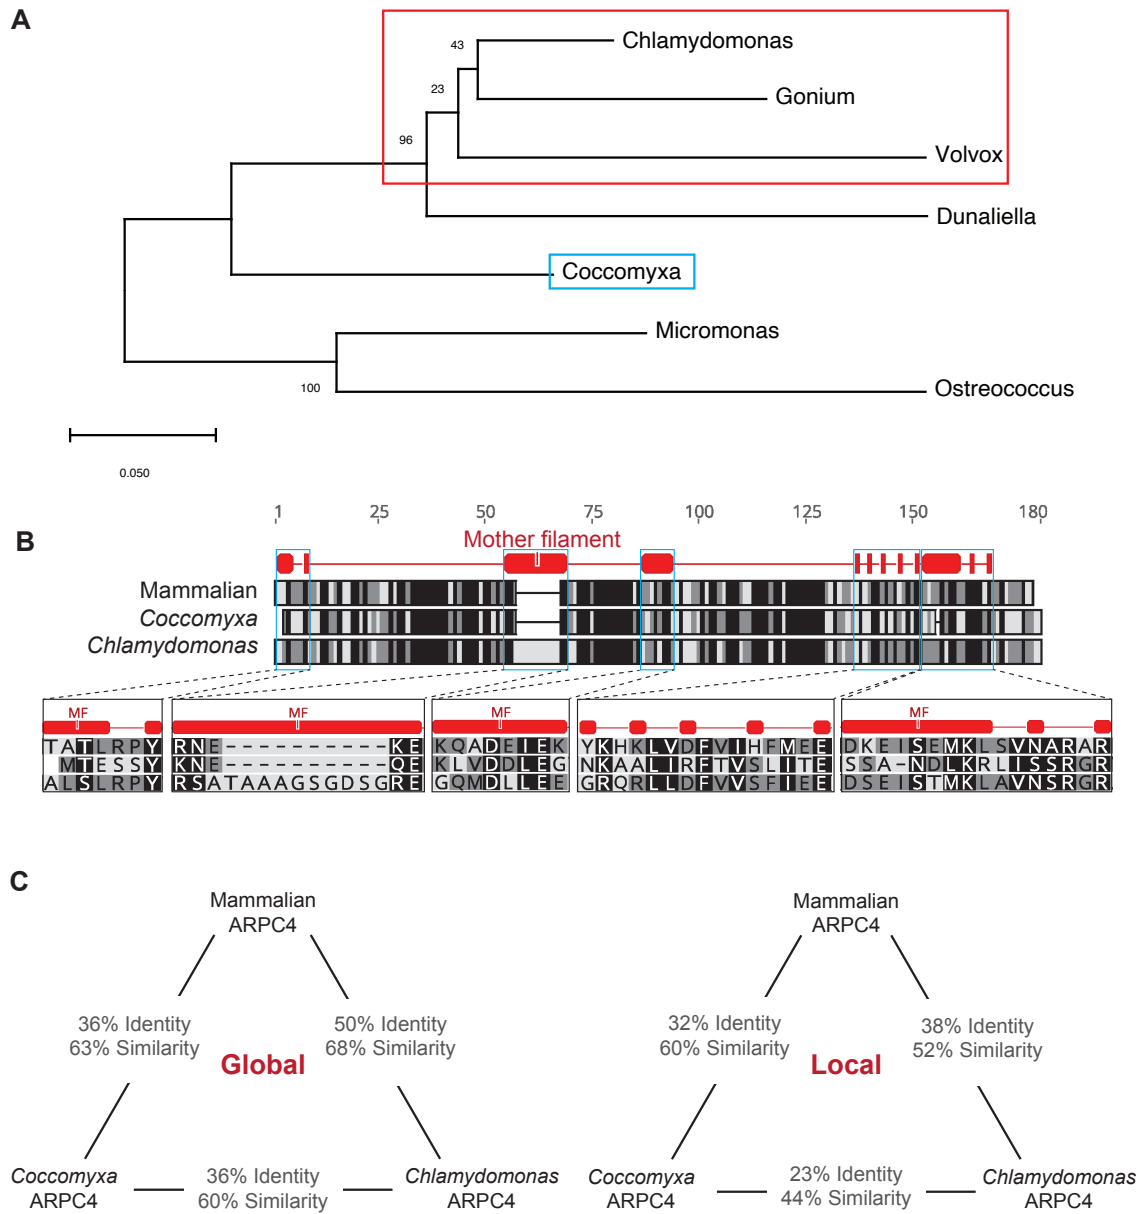 A
43
Chlamydomonas
23
Gonium
96
Volvox
Dunaliella
Coccomyxa
Micromonas
100
Ostreococcus
0.050
1 25 50 75 100 125 150 180
B
Mother filament
Mammalian
Coccomyxa
Chlamydomonas
MF MF MF MF
TATLRPY RNE------------KE KQADEIEK YKHKLVDFVIHFMEE DKEISEMKLSVNARAR
MTESSY KNE------------QE KLVDDLEG NKAALIRFTVSLITE SSA-NDLKRLISSRGR
ALSLRPY RSATAAAGSGDSGRE GQMDLLEE GRQRLLDFVVSFIEE DSEISTMKLAVNSRGR
C
Mammalian
ARPC4
36% Identity
63% Similarity
50% Identity
68% Similarity
Global
Coccomyxa
ARPC4
36% Identity
60% Similarity
Chlamydomonas
ARPC4
Mammalian
ARPC4
32% Identity
60% Similarity
38% Identity
52% Similarity
Local
Coccomyxa
ARPC4
23% Identity
44% Similarity
Chlamydomonas
ARPC4